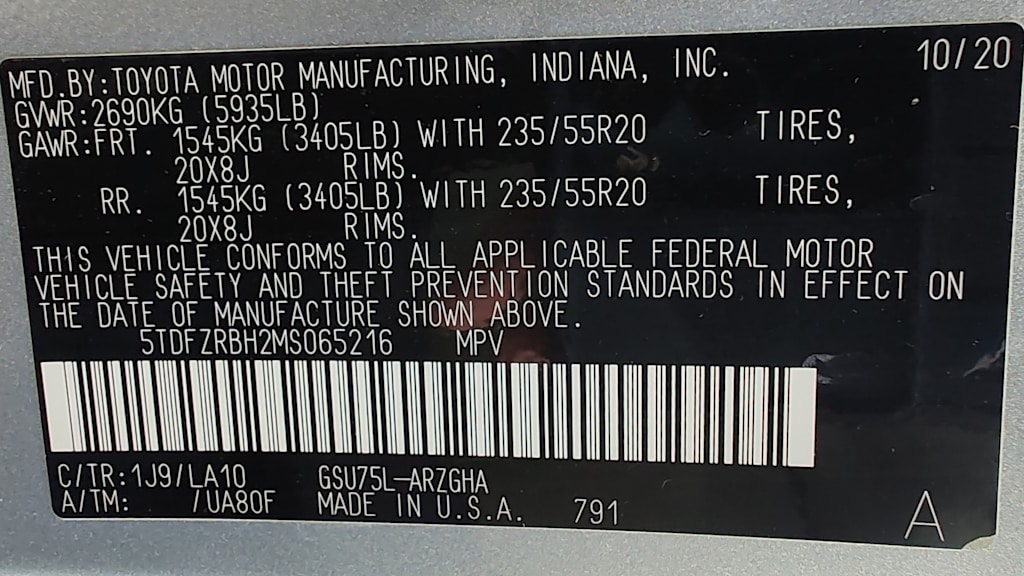 MFD.BY:TOYOTA MOTOR MANUFACTURING, INDIANA, INC. 10/20
GVWR:2690KG (5935LB)
GAWR:FRT. 1545KG (3405LB) WITH 235/55R20 TIRES,
20X8J RIMS.
RR. 1545KG (3405LB) WITH 235/55R20 TIRES,
20X8J RIMS.
THIS VEHICLE CONFORMS TO ALL APPLICABLE FEDERAL MOTOR
VEHICLE SAFETY AND THEFT PREVENTION STANDARDS IN EFFECT ON
THE DATE OF MANUFACTURE SHOWN ABOVE.
5TDFZRBH2MS065216 MPV
C/TR:1J9/LA10 GSU75L-ARZGHA
A/TM: /UA80F MADE IN U.S.A. 791 A